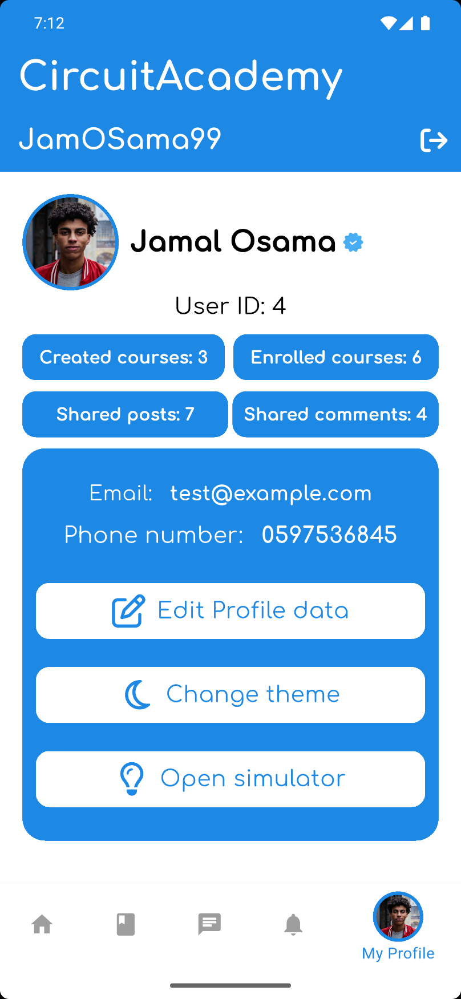 7:12
CircuitAcademy
JamOSama99
Jamal Osama
User ID: 4
Created courses: 3
Enrolled courses: 6
Shared posts: 7
Shared comments: 4
Email: test@example.com
Phone number: 0597536845
Edit Profile data
Change theme
Open simulator
My Profile